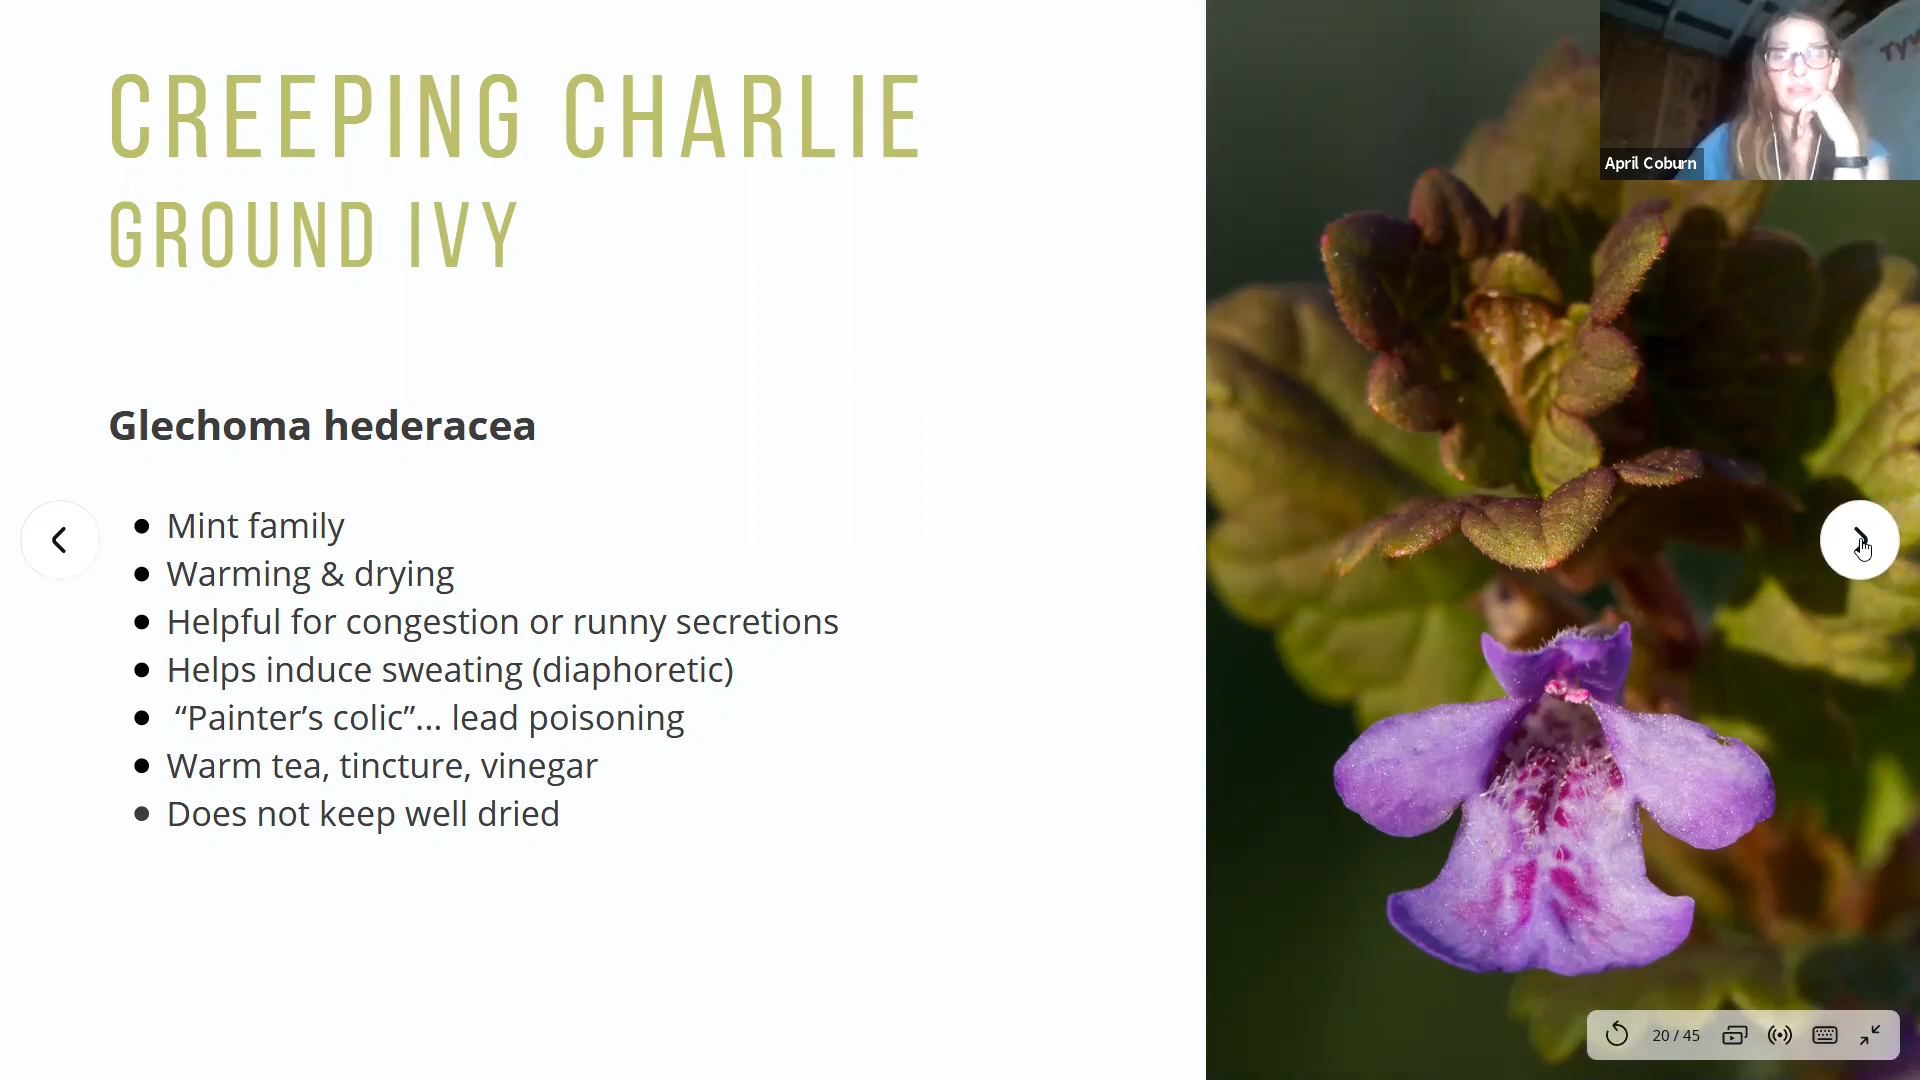 CREEPING CHARLIE
GROUND IVY
Glechoma hederacea
Mint family
Warming & drying
Helpful for congestion or runny secretions
Helps induce sweating (diaphoretic)
“Painter’s colic”... lead poisoning
Warm tea, tincture, vinegar
Does not keep well dried
April Coburn
20 / 45